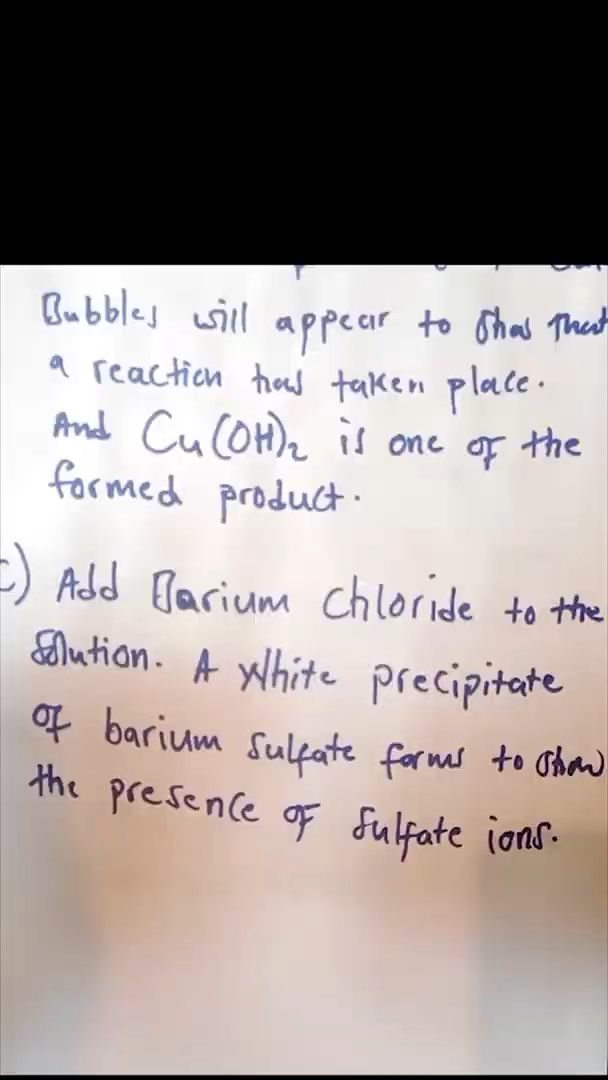 Bubbles will appear to shas that
a reaction has taken place.
And Cu(OH)₂ is one of the
formed product.
c) Add Barium Chloride to the
solution. A White precipitate
of barium sulfate forms to show
the presence of sulfate ions.